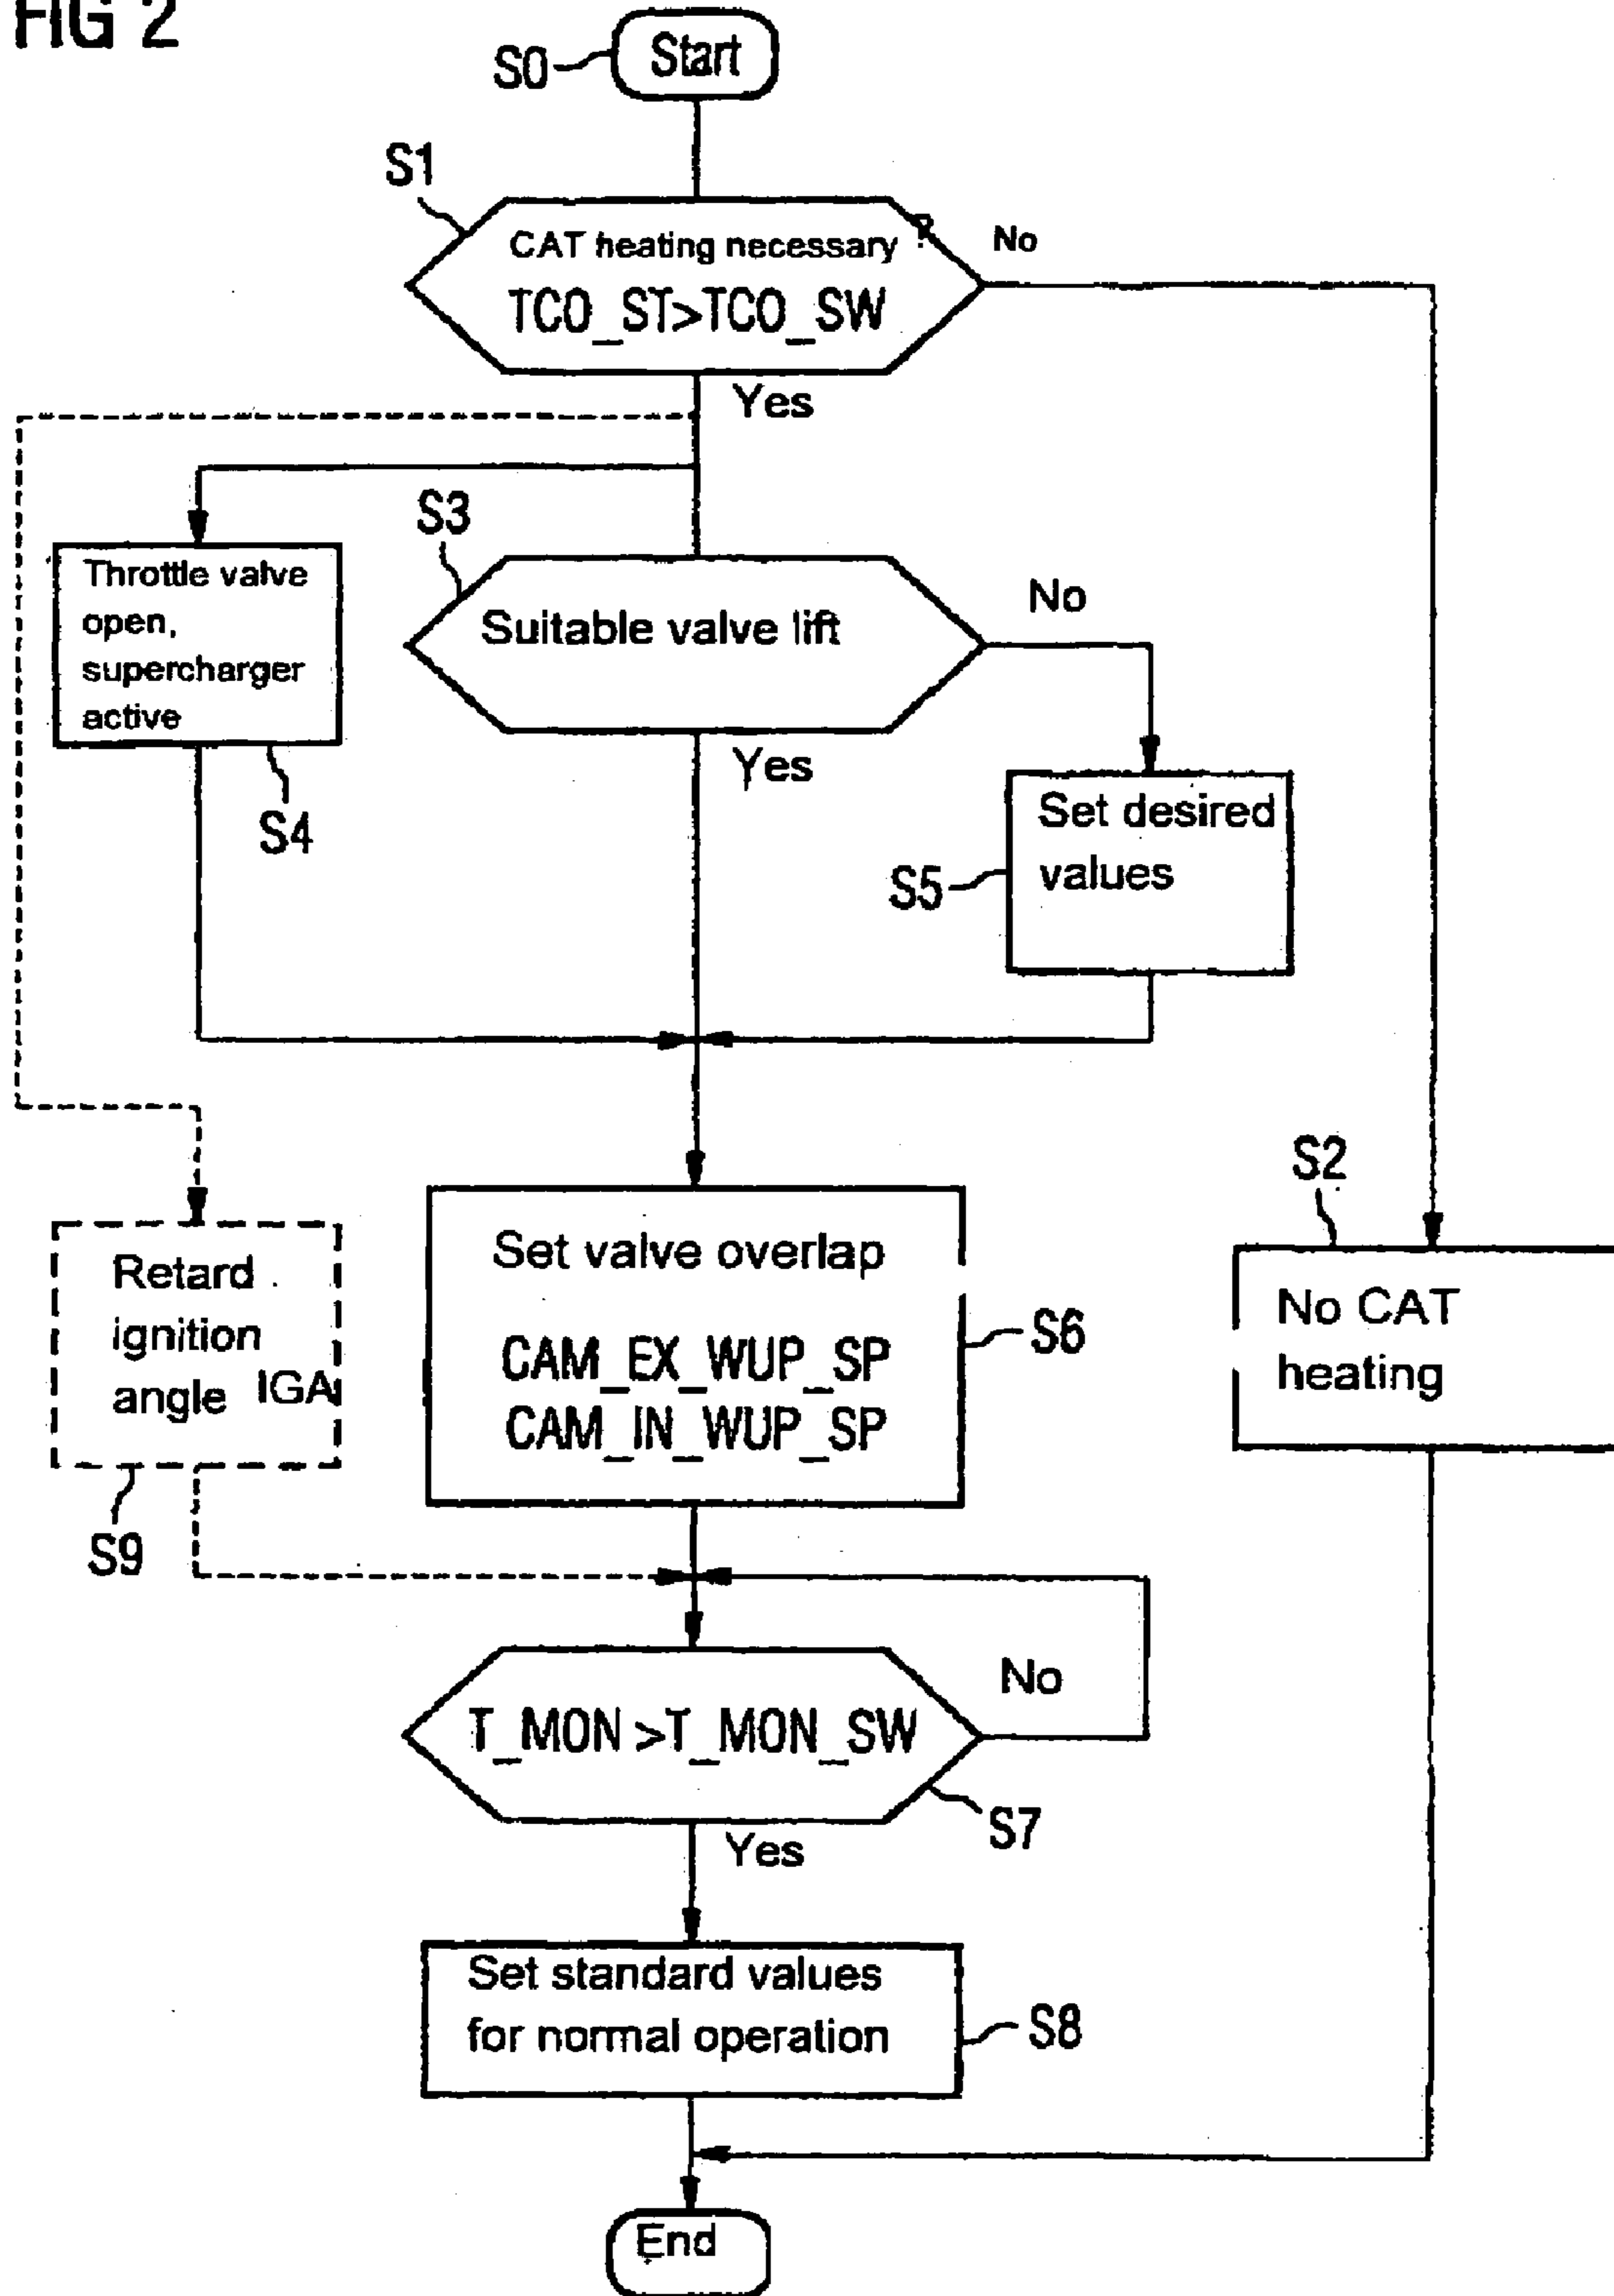 FIG 2
S0
Start
S1
CAT heating necessary ?
TCO_ST>TCO_SW
No
Yes
S3
Throttle valve
open,
supercharger
active
S4
Suitable valve lift
No
Yes
Set desired
values
S5
S2
Retard
ignition
angle IGA
S9
Set valve overlap
CAM_EX_WUP_SP
CAM_IN_WUP_SP
S6
No CAT
heating
T_MON >T_MON_SW
No
S7
Yes
Set standard values
for normal operation
S8
End